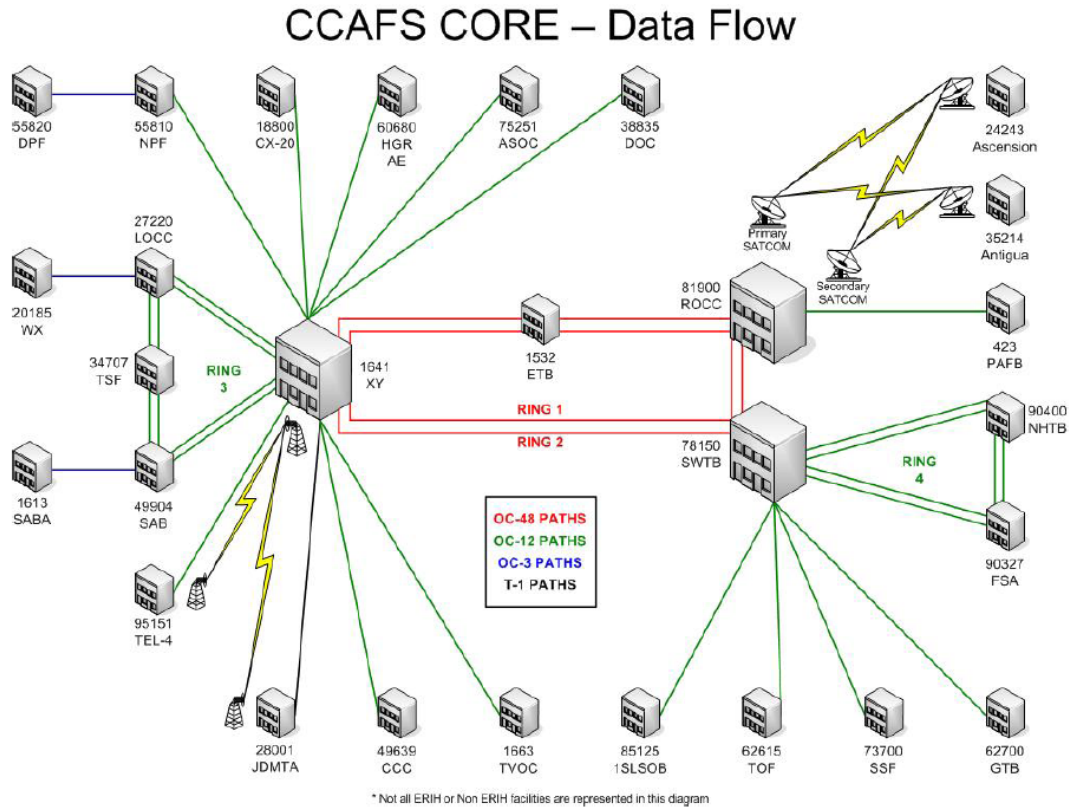 CCAFS CORE – Data Flow
55820
DPF
55810
NPF
18800
CX-20
60680
HGR
AE
75251
ASOC
38835
DOC
24243
Ascension
27220
LOCC
Primary
SATCOM
35214
Antigua
Secondary
SATCOM
20185
WX
81900
ROCC
34707
TSF
RING
3
1641
XY
1532
ETB
423
PAFB
RING 1
RING 2
78150
SWTB
90400
NHTB
RING
4
1613
SABA
49904
SAB
OC-48 PATHS
OC-12 PATHS
OC-3 PATHS
T-1 PATHS
90327
FSA
95151
TEL-4
28001
JDMTA
49639
CCC
1663
TVOC
85125
1SLSOB
62615
TOF
73700
SSF
62700
GTB
* Not all ERIH or Non ERIH facilities are represented in this diagram